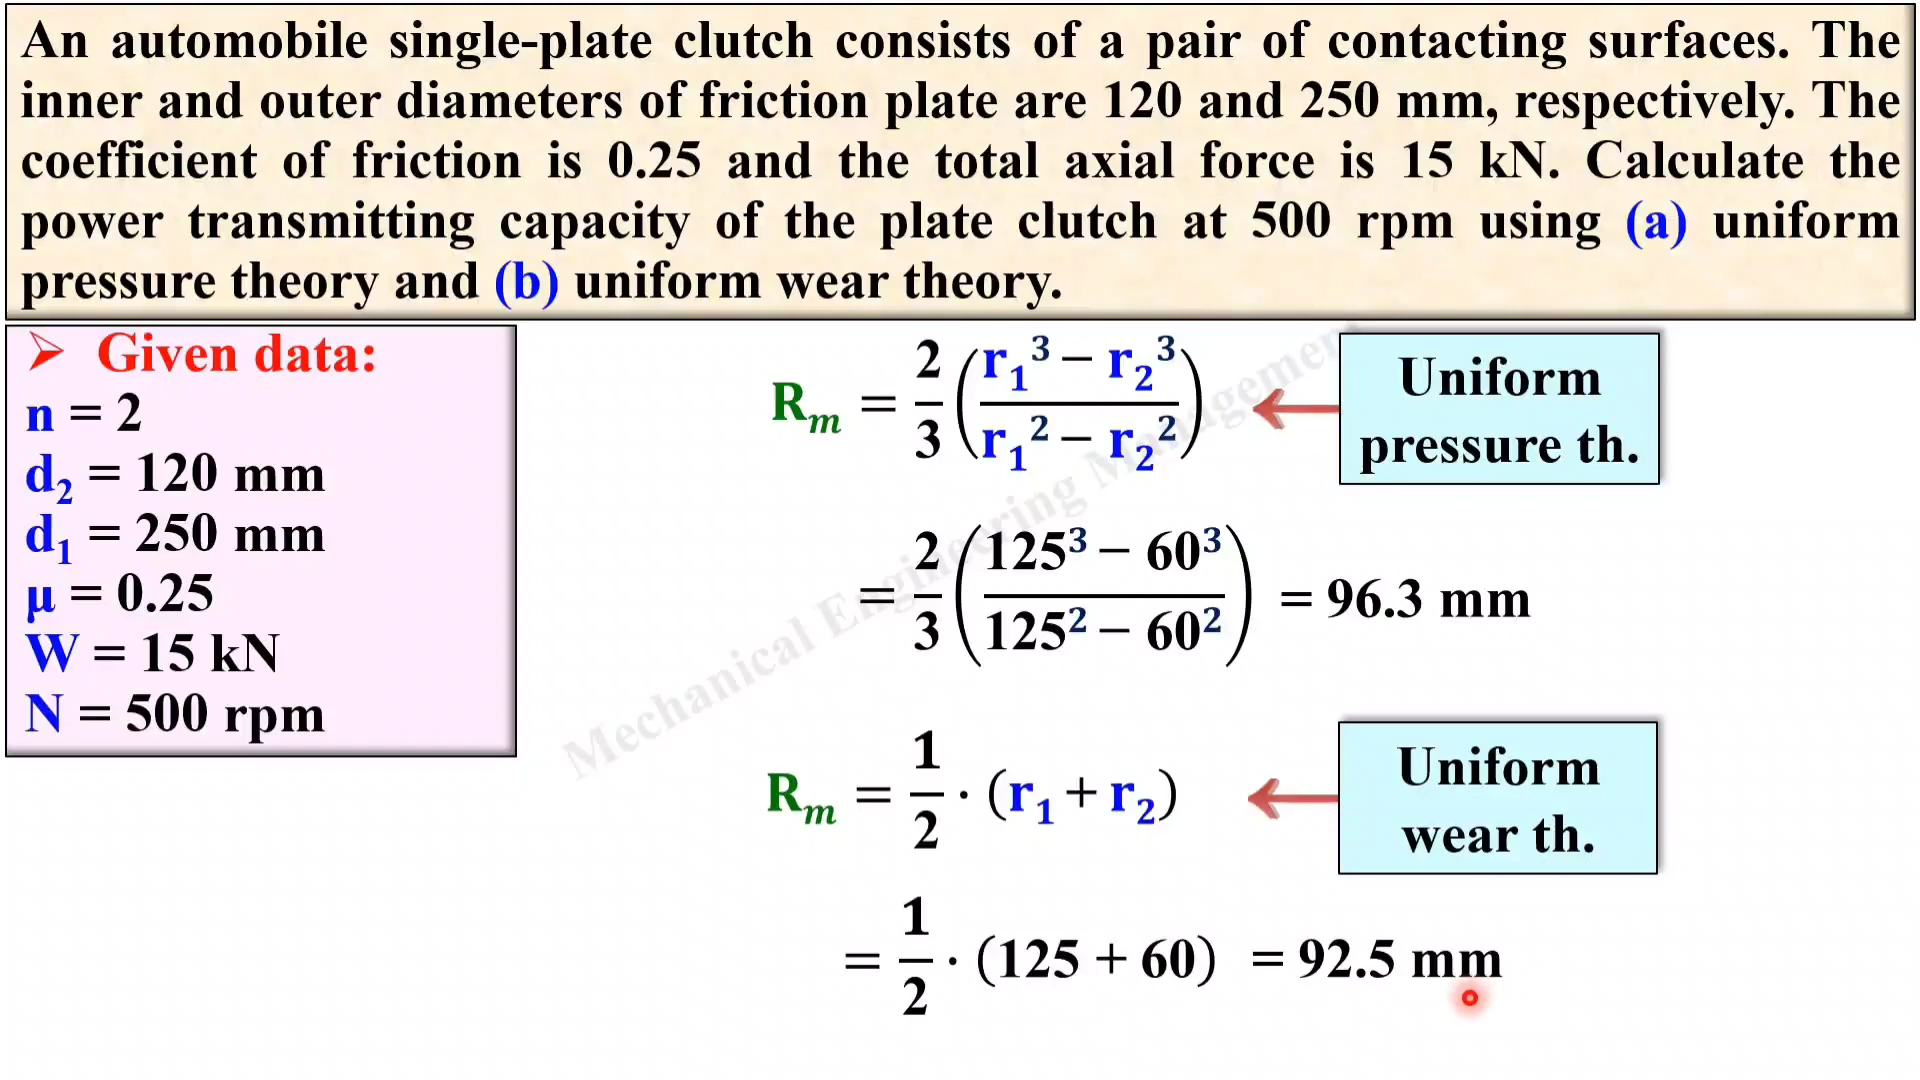 An automobile single-plate clutch consists of a pair of contacting surfaces. The
inner and outer diameters of friction plate are 120 and 250 mm, respectively. The
coefficient of friction is 0.25 and the total axial force is 15 kN. Calculate the
power transmitting capacity of the plate clutch at 500 rpm using (a) uniform
pressure theory and (b) uniform wear theory.
➢ Given data:
n = 2
d₂ = 120 mm
d₁ = 250 mm
μ = 0.25
W = 15 kN
N = 500 rpm
Rₘ = 2/3 ((r₁³ − r₂³)/(r₁² − r₂²))
Uniform
pressure th.
= 2/3 ((125³ − 60³)/(125² − 60²)) = 96.3 mm
Rₘ = 1/2 · (r₁ + r₂)
Uniform
wear th.
= 1/2 · (125 + 60) = 92.5 mm
Mechanical Engineering Management